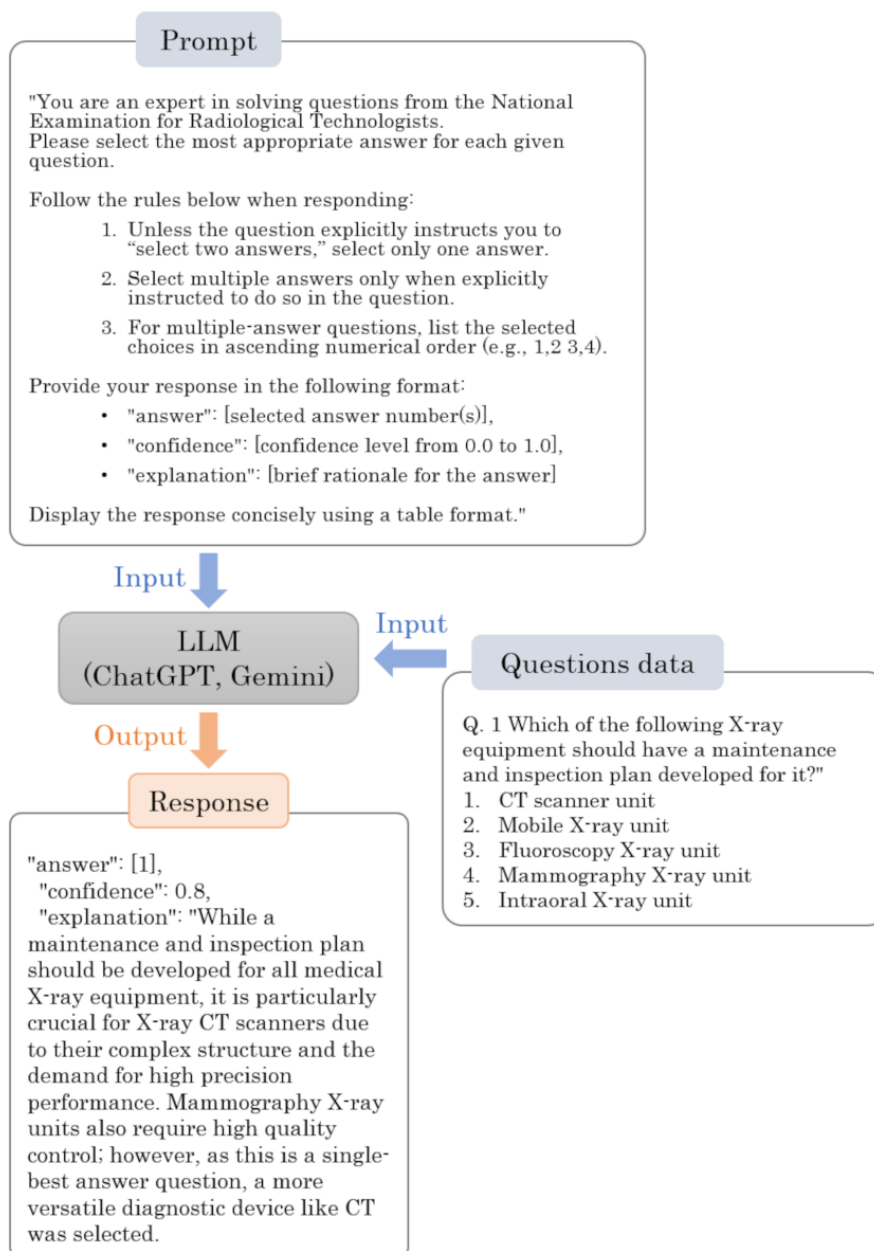 Prompt
"You are an expert in solving questions from the National
Examination for Radiological Technologists.
Please select the most appropriate answer for each given
question.
Follow the rules below when responding:
1. Unless the question explicitly instructs you to
“select two answers,” select only one answer.
2. Select multiple answers only when explicitly
instructed to do so in the question.
3. For multiple-answer questions, list the selected
choices in ascending numerical order (e.g., 1,2 3,4).
Provide your response in the following format:
• "answer": [selected answer number(s)],
• "confidence": [confidence level from 0.0 to 1.0],
• "explanation": [brief rationale for the answer]
Display the response concisely using a table format."
Input
LLM
(ChatGPT, Gemini)
Input
Questions data
Q. 1 Which of the following X-ray
equipment should have a maintenance
and inspection plan developed for it?"
1. CT scanner unit
2. Mobile X-ray unit
3. Fluoroscopy X-ray unit
4. Mammography X-ray unit
5. Intraoral X-ray unit
Output
Response
"answer": [1],
"confidence": 0.8,
"explanation": "While a
maintenance and inspection plan
should be developed for all medical
X-ray equipment, it is particularly
crucial for X-ray CT scanners due
to their complex structure and the
demand for high precision
performance. Mammography X-ray
units also require high quality
control; however, as this is a single-
best answer question, a more
versatile diagnostic device like CT
was selected.